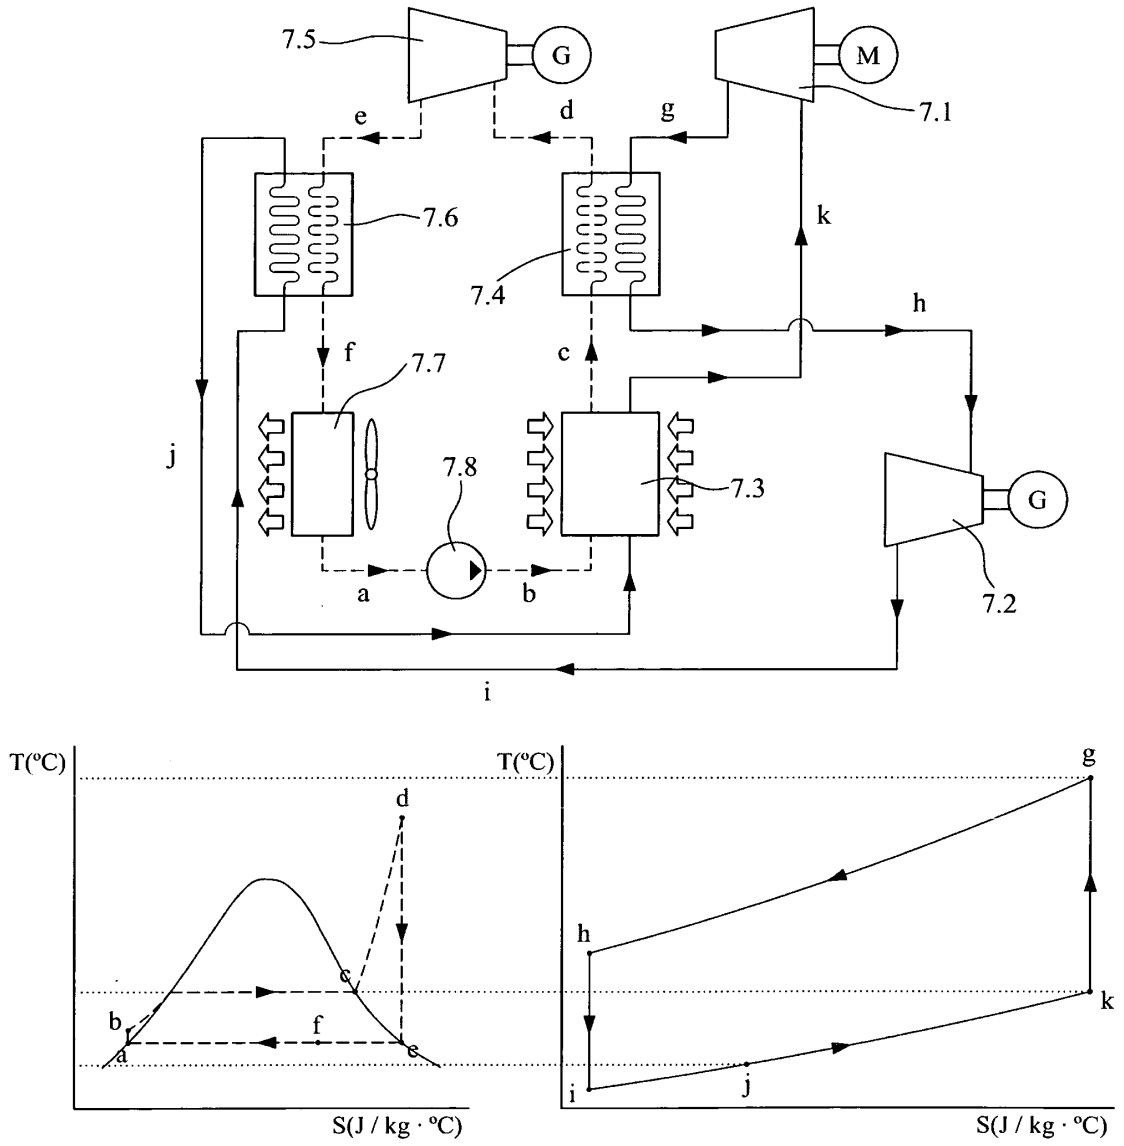 7.5
G
M
7.1
e
d
g
7.6
k
7.4
h
c
f
7.7
j
7.8
7.3
G
a
b
7.2
i
T(ºC)
T(ºC)
g
d
h
c
k
b
f
a
e
j
i
S(J / kg · ºC)
S(J / kg · ºC)